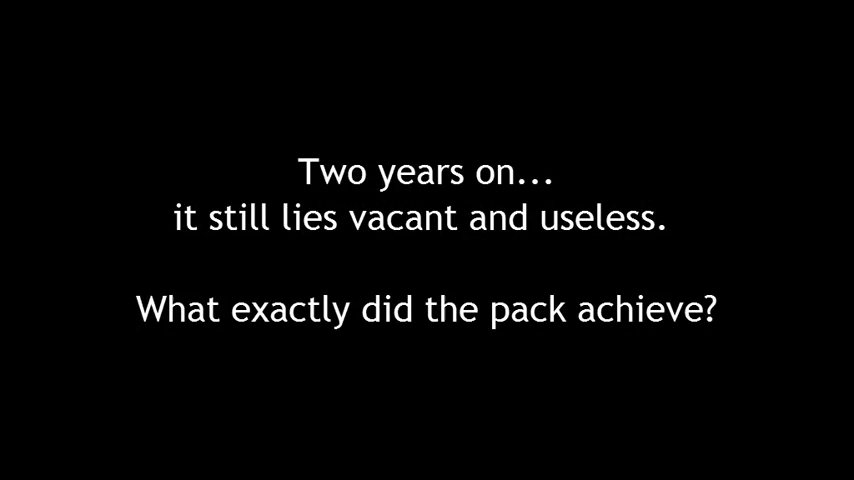 Two years on...
it still lies vacant and useless.
What exactly did the pack achieve?